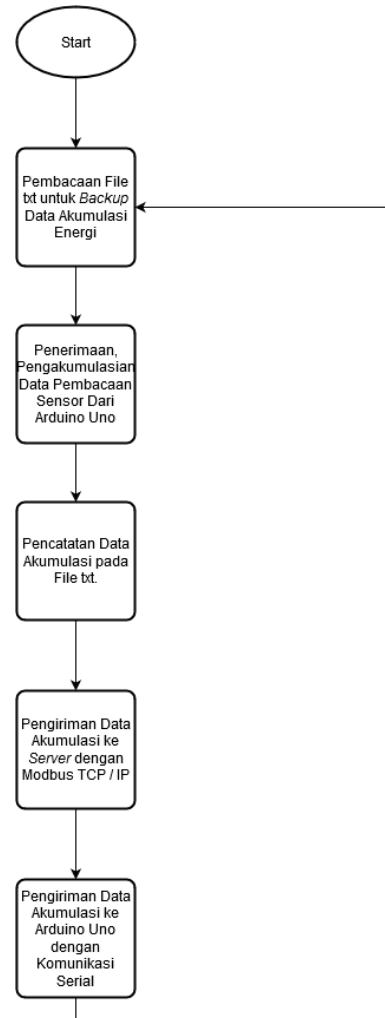 Start
Pembacaan File
txt untuk Backup
Data Akumulasi
Energi
Penerimaan,
Pengakumulasian
Data Pembacaan
Sensor Dari
Arduino Uno
Pencatatan Data
Akumulasi pada
File txt.
Pengiriman Data
Akumulasi ke
Server dengan
Modbus TCP / IP
Pengiriman Data
Akumulasi ke
Arduino Uno
dengan
Komunikasi
Serial